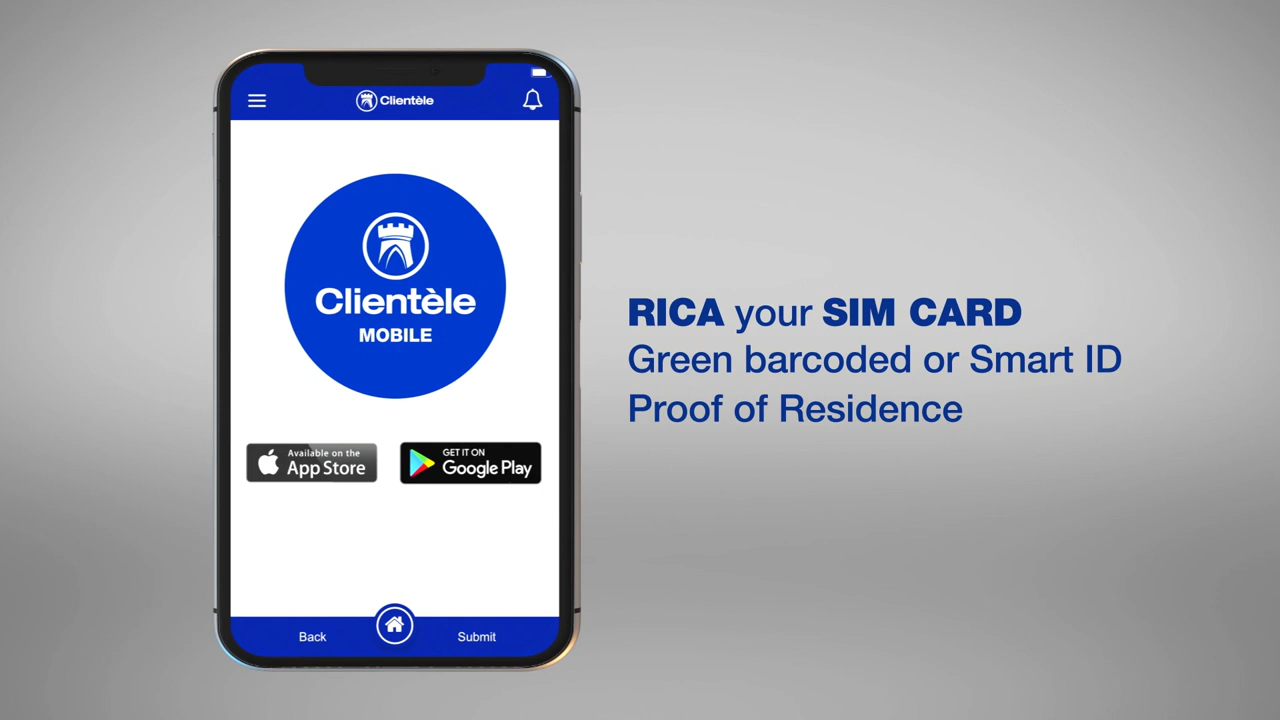 Clientèle
Clientèle
MOBILE
Available on the
App Store
GET IT ON
Google Play
Back
Submit
RICA your SIM CARD
Green barcoded or Smart ID
Proof of Residence